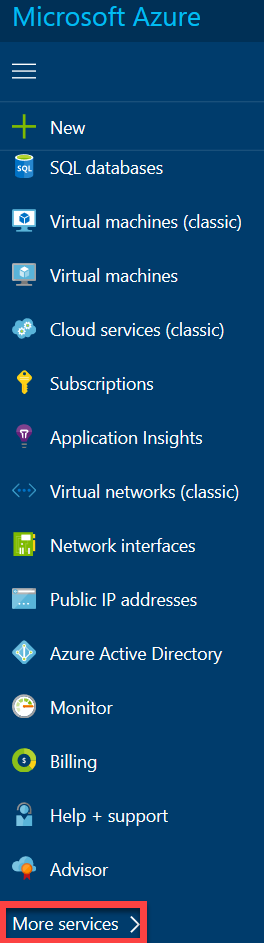 Microsoft Azure
New
SQL databases
Virtual machines (classic)
Virtual machines
Cloud services (classic)
Subscriptions
Application Insights
Virtual networks (classic)
Network interfaces
Public IP addresses
Azure Active Directory
Monitor
Billing
Help + support
Advisor
More services